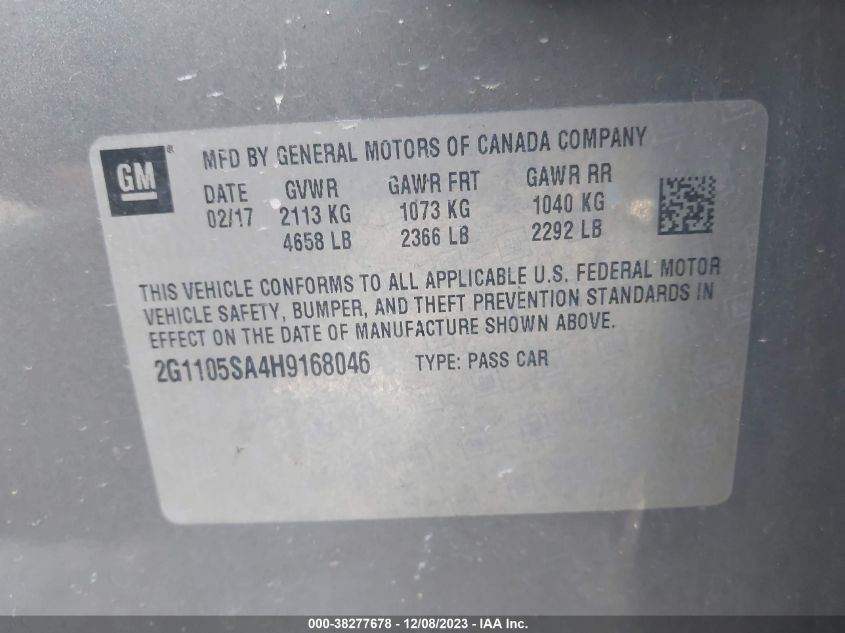 GM ® MFD BY GENERAL MOTORS OF CANADA COMPANY
DATE GVWR GAWR FRT GAWR RR
02/17 2113 KG 1073 KG 1040 KG
4658 LB 2366 LB 2292 LB
THIS VEHICLE CONFORMS TO ALL APPLICABLE U.S. FEDERAL MOTOR
VEHICLE SAFETY, BUMPER, AND THEFT PREVENTION STANDARDS IN
EFFECT ON THE DATE OF MANUFACTURE SHOWN ABOVE.
2G1105SA4H9168046 TYPE: PASS CAR
000-38277678 - 12/08/2023 - IAA Inc.